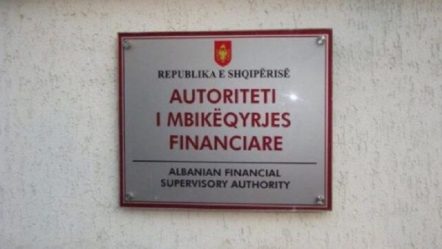 REPUBLIKA E SHQIPËRISË
AUTORITETI
I MBIKËQYRJES
FINANCIARE
ALBANIAN FINANCIAL
SUPERVISORY AUTHORITY